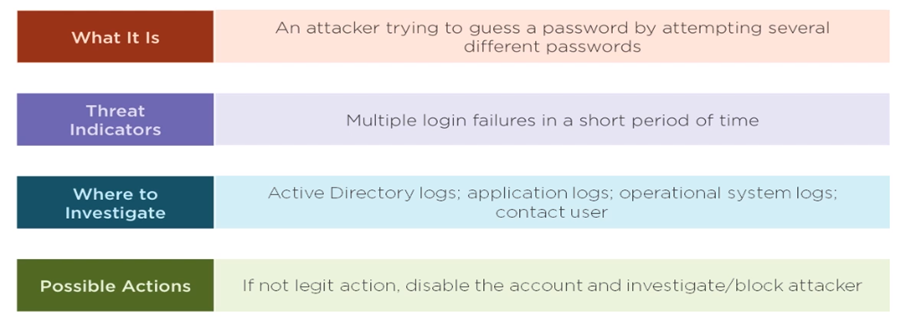 What It Is
An attacker trying to guess a password by attempting several
different passwords
Threat
Indicators
Multiple login failures in a short period of time
Where to
Investigate
Active Directory logs; application logs; operational system logs;
contact user
Possible Actions
If not legit action, disable the account and investigate/block attacker